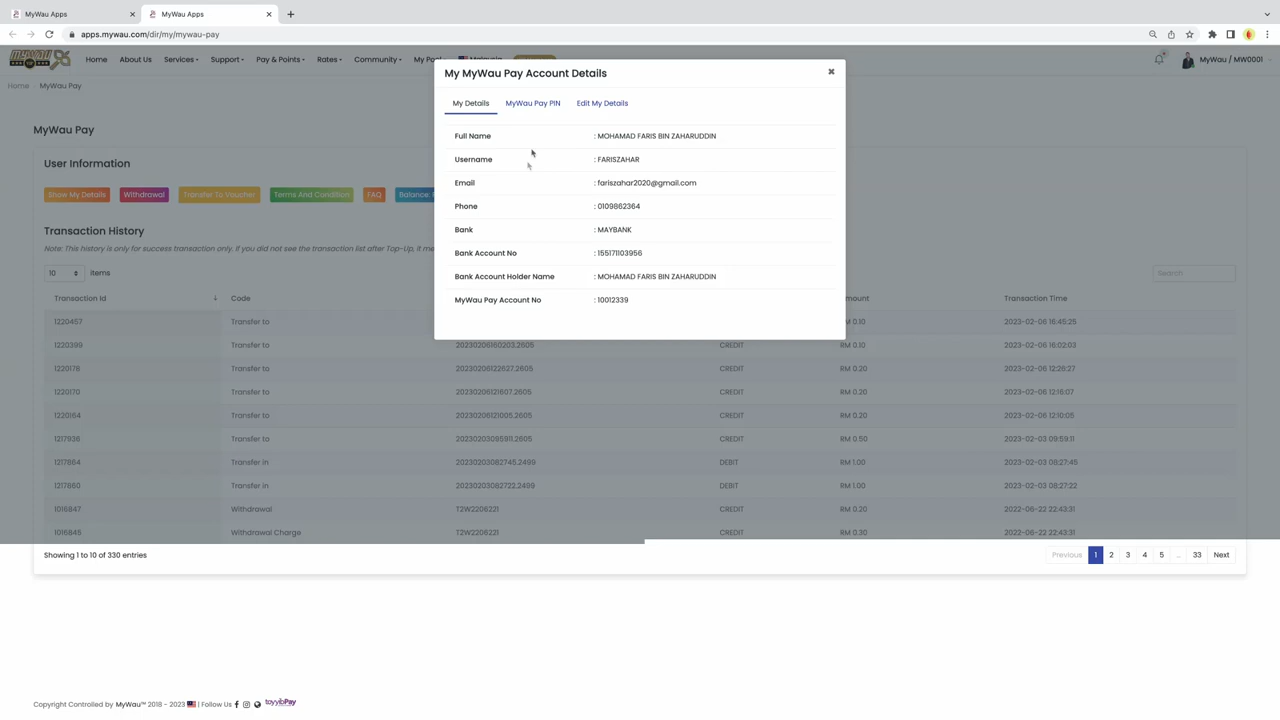 MyWau Apps
MyWau Apps
apps.mywau.com/dir/my/mywau-pay
MYWAU
Home About Us Services Support Pay & Points Rates Community My Malaysia MyWau / MW0001
Home MyWau Pay
My MyWau Pay Account Details
My Details MyWau Pay PIN Edit My Details
Full Name : MOHAMAD FARIS BIN ZAHARUDDIN
Username : FARISZAHAR
Email : fariszahar2020@gmail.com
Phone : 0109862364
Bank : MAYBANK
Bank Account No : 155171103956
Bank Account Holder Name : MOHAMAD FARIS BIN ZAHARUDDIN
MyWau Pay Account No : 10012339
MyWau Pay
User Information
Show My Details Withdrawal Transfer To Voucher Terms And Condition FAQ Balance:
Transaction History
Note: This history is only for success transaction only. If you did not see the transaction list after Top-Up, it
10 items Search
Transaction Id Code Transaction Time
1220457 Transfer to RM 0.10 2023-02-06 16:45:25
1220399 Transfer to 20230206160203.2605 CREDIT RM 0.10 2023-02-06 16:02:03
1220178 Transfer to 20230206122627.2605 CREDIT RM 0.20 2023-02-06 12:26:27
1220170 Transfer to 20230206121607.2605 CREDIT RM 0.20 2023-02-06 12:16:07
1220164 Transfer to 20230206121005.2605 CREDIT RM 0.20 2023-02-06 12:10:05
1217936 Transfer to 20230203095911.2605 CREDIT RM 0.50 2023-02-03 09:59:11
1217864 Transfer in 20230203082745.2499 DEBIT RM 1.00 2023-02-03 08:27:45
1217860 Transfer in 20230203082722.2499 DEBIT RM 1.00 2023-02-03 08:27:22
1016847 Withdrawal T2W2206221 CREDIT RM 0.20 2022-06-22 22:43:31
1016845 Withdrawal Charge T2W2206221 CREDIT RM 0.30 2022-06-22 22:43:31
Showing 1 to 10 of 330 entries Previous 1 2 3 4 5 … 33 Next
Copyright Controlled by MyWau™ 2018 - 2023 | Follow Us toyyibPay